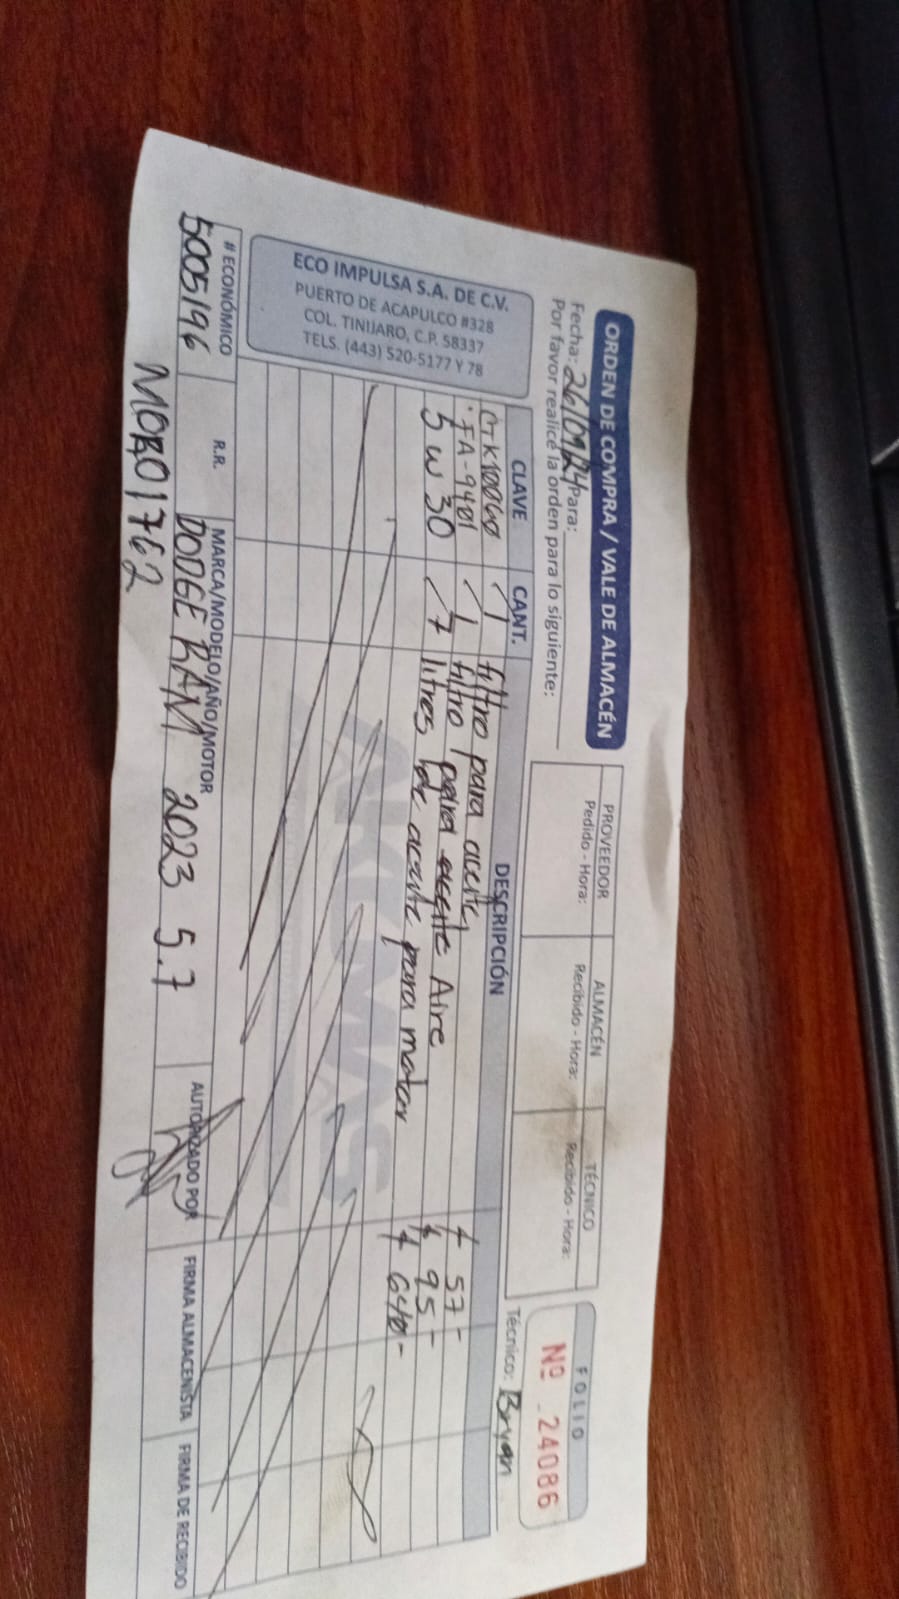 ORDEN DE COMPRA / VALE DE ALMACÉN
Fecha: 26/09/24 Para:
Por favor realice la orden para lo siguiente:
PROVEEDOR ALMACÉN TÉCNICO
Pedido - Hora: Recibido - Hora: Recibido - Hora:
FOLIO
Nº 24086
Técnico: Bryan
ECO IMPULSA S.A. DE C.V.
PUERTO DE ACAPULCO #328
COL. TINIJARO, C.P. 58337
TELS. (443) 520-5177 Y 78
CLAVE CANT. DESCRIPCIÓN
CTK10060 1 filtro para aceite $ 57-
FA-9401 1 filtro para aceite Aire $ 95-
5w30 7 litros de aceite para motor $ 640-
# ECONÓMICO R.R. MARCA/MODELO/AÑO/MOTOR AUTORIZADO POR FIRMA ALMACENISTA FIRMA DE RECIBIDO
5005196 DODGE RAM 2023 5.7